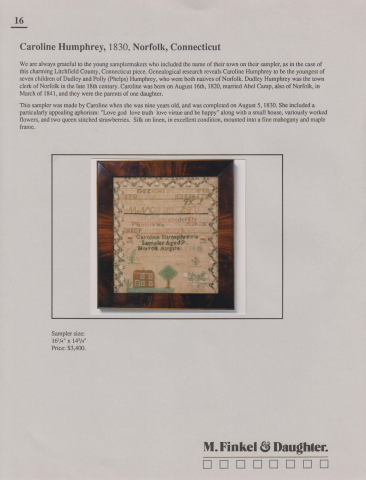 16
Caroline Humphrey, 1830, Norfolk, Connecticut
We are always grateful to the young samplermakers who included the name of their town on their sampler, as in the case of
this charming Litchfield County, Connecticut piece. Genealogical research reveals Caroline Humphrey to be the youngest of
seven children of Dudley and Polly (Phelps) Humphrey, who were both natives of Norfolk. Dudley Humphrey was the town
clerk of Norfolk in the late 18th century. Caroline was born on August 16th, 1820, married Abel Camp, also of Norfolk, in
March of 1841, and they were the parents of one daughter.
This sampler was made by Caroline when she was nine years old, and was completed on August 5, 1830. She included a
particularly appealing aphorism: "Love god love truth love virtue and be happy" along with a small house, variously worked
flowers, and two queen stitched strawberries. Silk on linen, in excellent condition, mounted into a fine mahogany and maple
frame.
Caroline Humphrey
Sampler Aged 9
Norfolk August
Sampler size:
16¼" x 14¼"
Price: $3,400.
M. Finkel & Daughter.